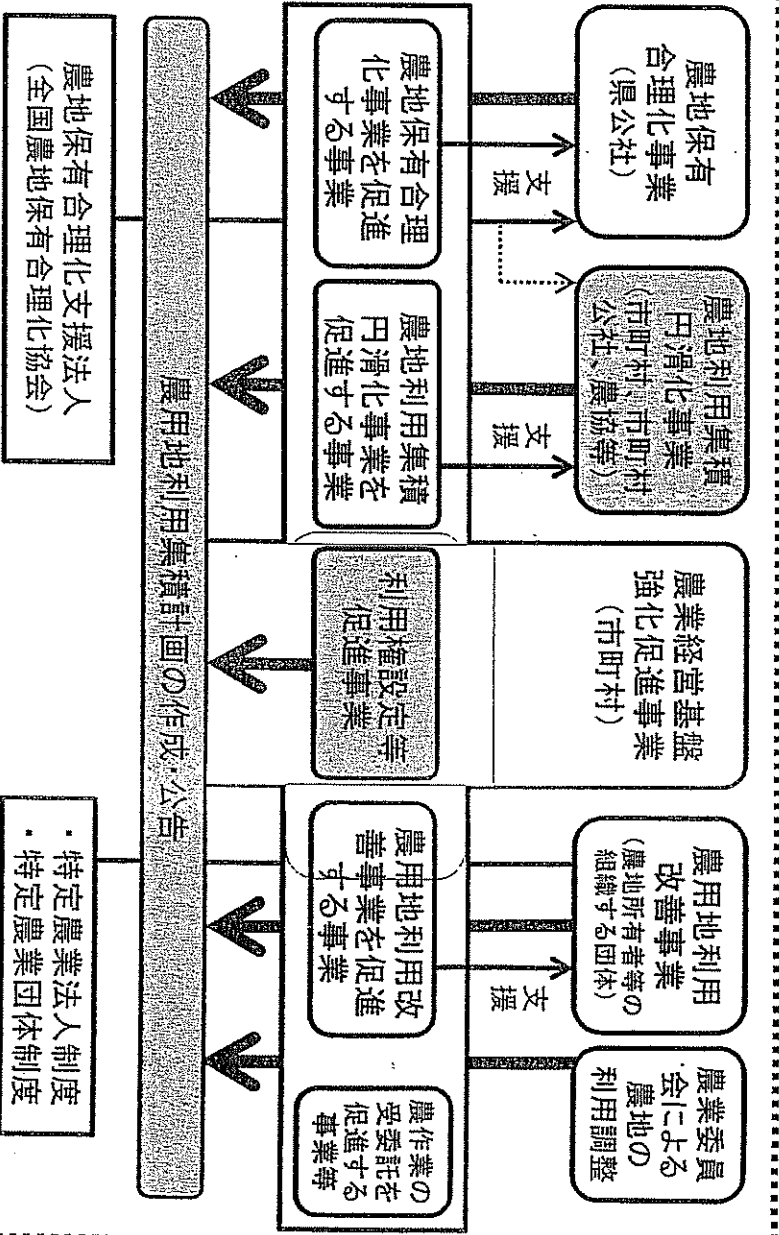 農地保有
合理化事業
(県公社)
農地利用集積
円滑化事業
(市町村、市町村
公社、農協等)
農業経営基盤
強化促進事業
(市町村)
農用地利用
改善事業
(農地所有者等の
組織する団体)
農業委員
会による
農地の
利用調整
支援
支援
支援
農地保有合理
化事業を促進
する事業
農地利用集積
円滑化事業を
促進する事業
利用権設定等
促進事業
農用地利用改
善事業を促進
する事業
農作業の
受委託を
促進する
事業等
農用地利用集積計画の作成・公告
農地保有合理化支援法人
(全国農地保有合理化協会)
・特定農業法人制度
・特定農業団体制度